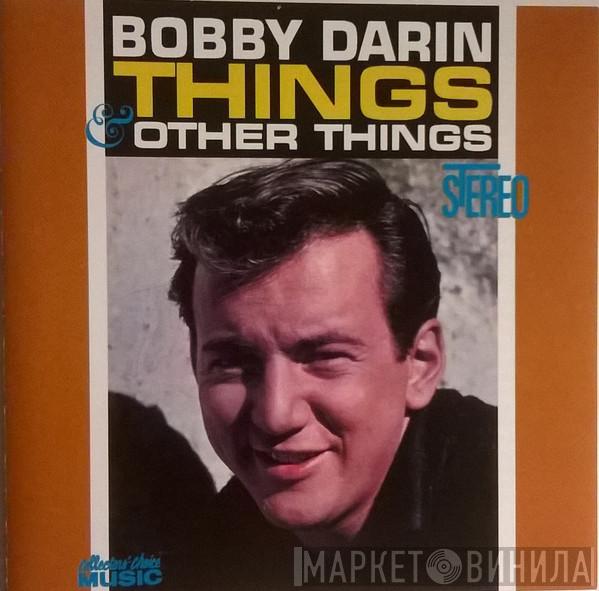 BOBBY DARIN
THINGS
& OTHER THINGS
STEREO
collectors' choice
MUSIC
МАРКЕТ ВИНИЛА